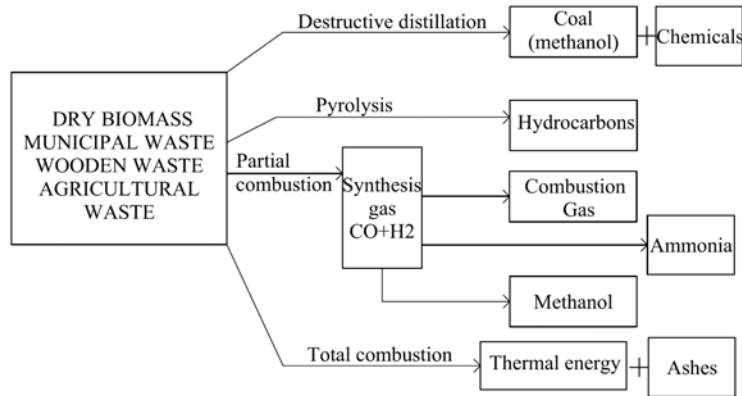 Destructive distillation
Coal
(methanol)
+
Chemicals
DRY BIOMASS
MUNICIPAL WASTE
WOODEN WASTE
AGRICULTURAL
WASTE
Pyrolysis
Hydrocarbons
Partial
combustion
Synthesis
gas
CO+H2
Combustion
Gas
Ammonia
Methanol
Total combustion
Thermal energy
+
Ashes